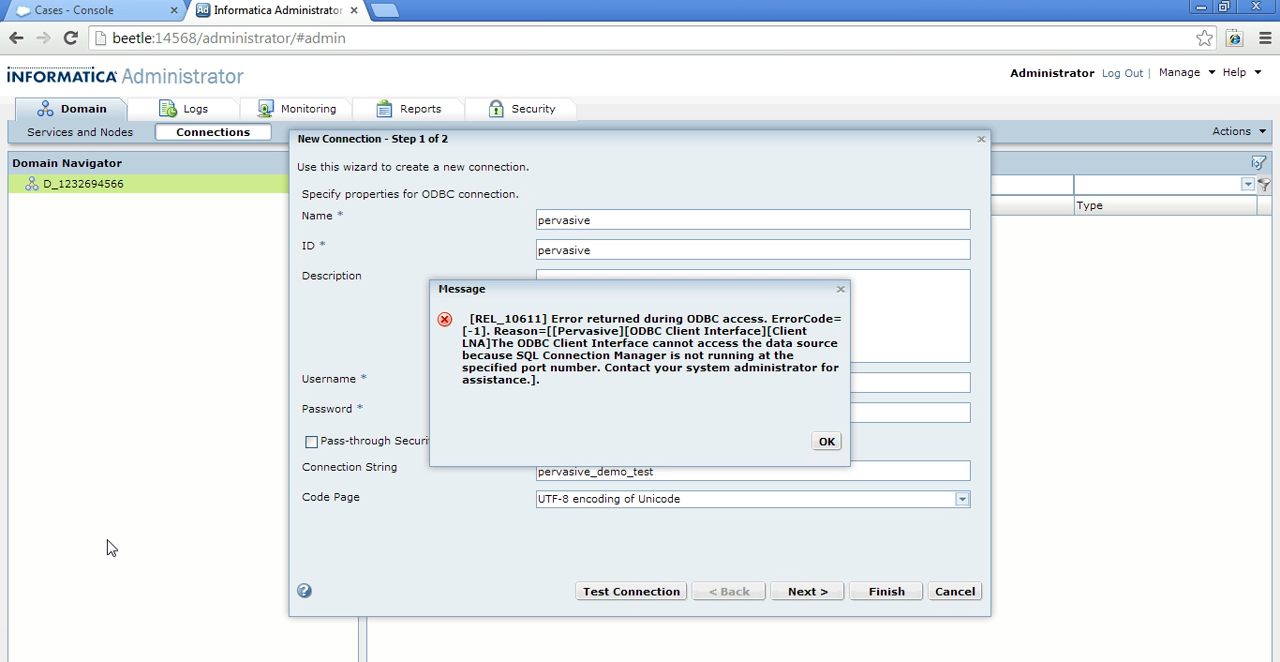 Cases - Console
Informatica Administrator
beetle:14568/administrator/#admin
INFORMATICA Administrator
Administrator Log Out | Manage Help
Domain Logs Monitoring Reports Security
Services and Nodes Connections Actions
Domain Navigator
D_1232694566
Type
New Connection - Step 1 of 2
Use this wizard to create a new connection.
Specify properties for ODBC connection.
Name * pervasive
ID * pervasive
Description
Message
[REL_10611] Error returned during ODBC access. ErrorCode=
[-1]. Reason=[[Pervasive][ODBC Client Interface][Client
LNA]The ODBC Client Interface cannot access the data source
because SQL Connection Manager is not running at the
specified port number. Contact your system administrator for
assistance.].
OK
Username *
Password *
Pass-through Securi
Connection String pervasive_demo_test
Code Page UTF-8 encoding of Unicode
Test Connection < Back Next > Finish Cancel